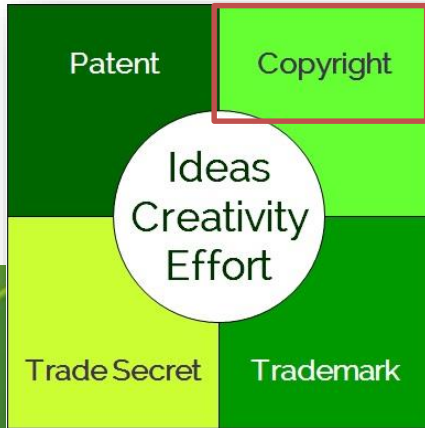 Patent
Copyright
Ideas
Creativity
Effort
Trade Secret
Trademark